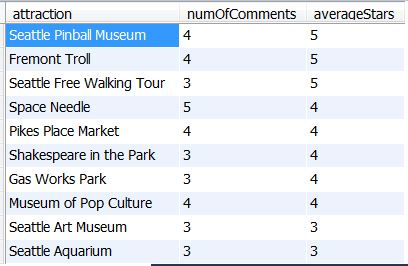 attraction numOfComments averageStars
Seattle Pinball Museum 4 5
Fremont Troll 4 5
Seattle Free Walking Tour 3 5
Space Needle 5 4
Pikes Place Market 4 4
Shakespeare in the Park 3 4
Gas Works Park 3 4
Museum of Pop Culture 4 4
Seattle Art Museum 3 3
Seattle Aquarium 3 3